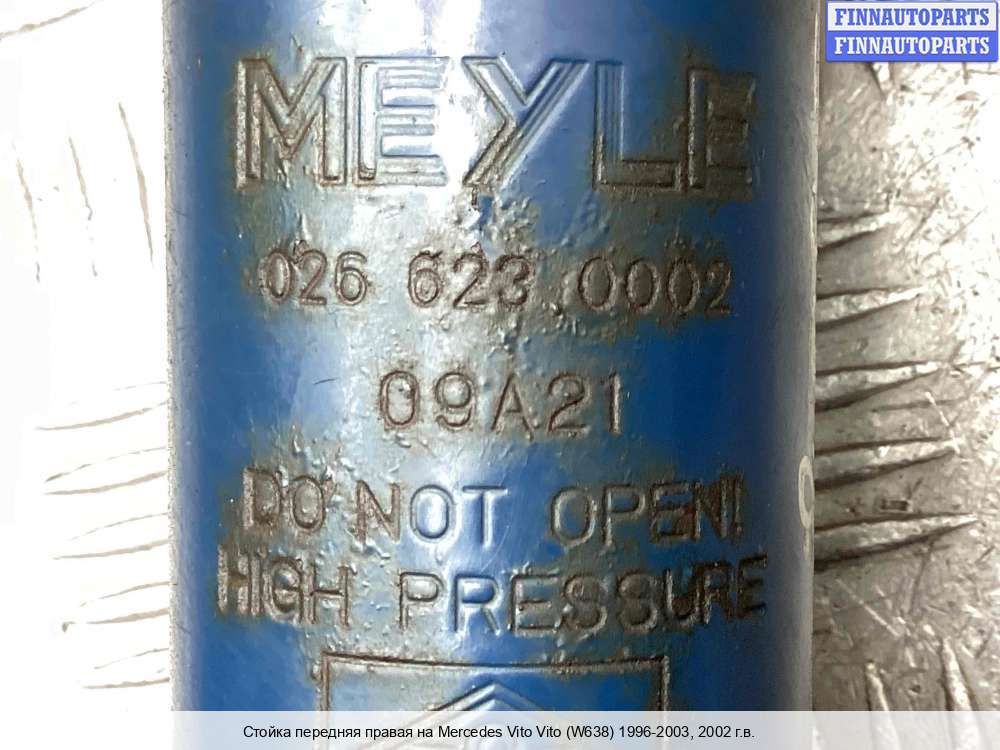 FINNAUTOPARTS
FINNAUTOPARTS
MEYLE
026 623 0002
09A21
DO NOT OPEN!
HIGH PRESSURE
Стойка передняя правая на Mercedes Vito Vito (W638) 1996-2003, 2002 г.в.